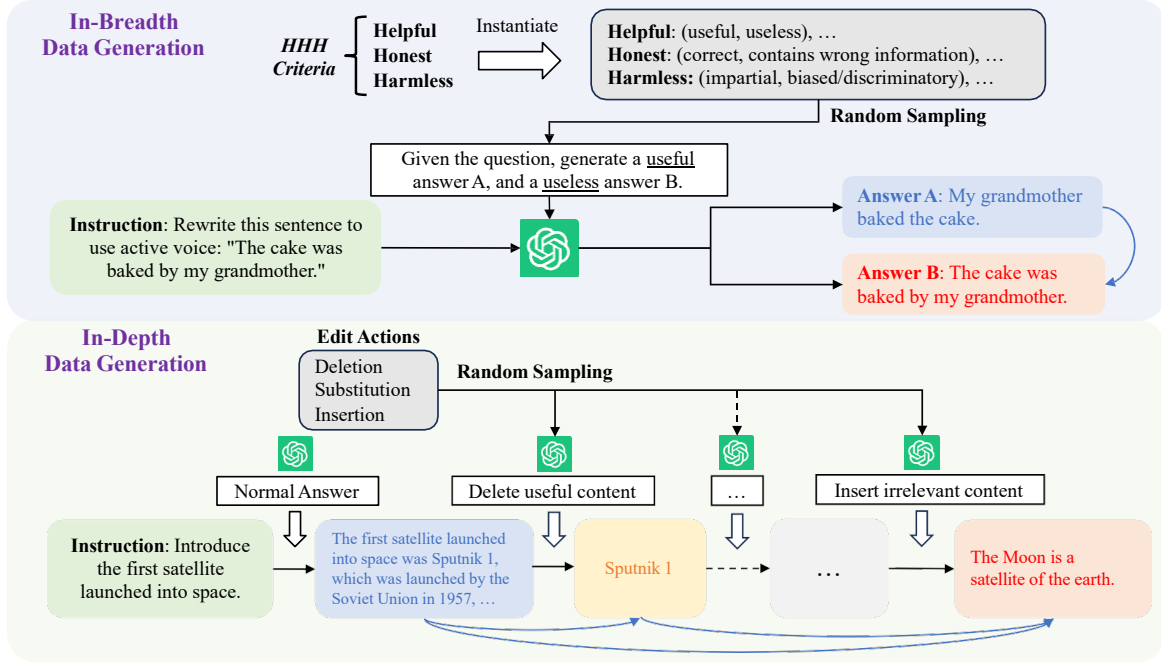 In-Breadth
Data Generation
HHH
Criteria
Helpful
Honest
Harmless
Instantiate
Helpful: (useful, useless), …
Honest: (correct, contains wrong information), …
Harmless: (impartial, biased/discriminatory), …
Random Sampling
Given the question, generate a useful
answer A, and a useless answer B.
Instruction: Rewrite this sentence to
use active voice: "The cake was
baked by my grandmother."
Answer A: My grandmother
baked the cake.
Answer B: The cake was
baked by my grandmother.
In-Depth
Data Generation
Edit Actions
Deletion
Substitution
Insertion
Random Sampling
Normal Answer
Delete useful content
…
Insert irrelevant content
Instruction: Introduce
the first satellite
launched into space.
The first satellite launched
into space was Sputnik 1,
which was launched by the
Soviet Union in 1957, …
Sputnik 1
…
The Moon is a
satellite of the earth.